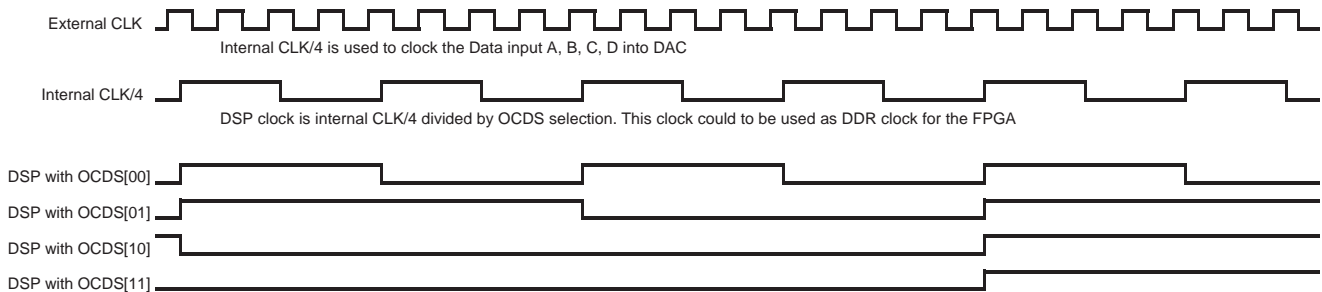 External CLK
Internal CLK/4 is used to clock the Data input A, B, C, D into DAC
Internal CLK/4
DSP clock is internal CLK/4 divided by OCDS selection. This clock could to be used as DDR clock for the FPGA
DSP with OCDS[00]
DSP with OCDS[01]
DSP with OCDS[10]
DSP with OCDS[11]